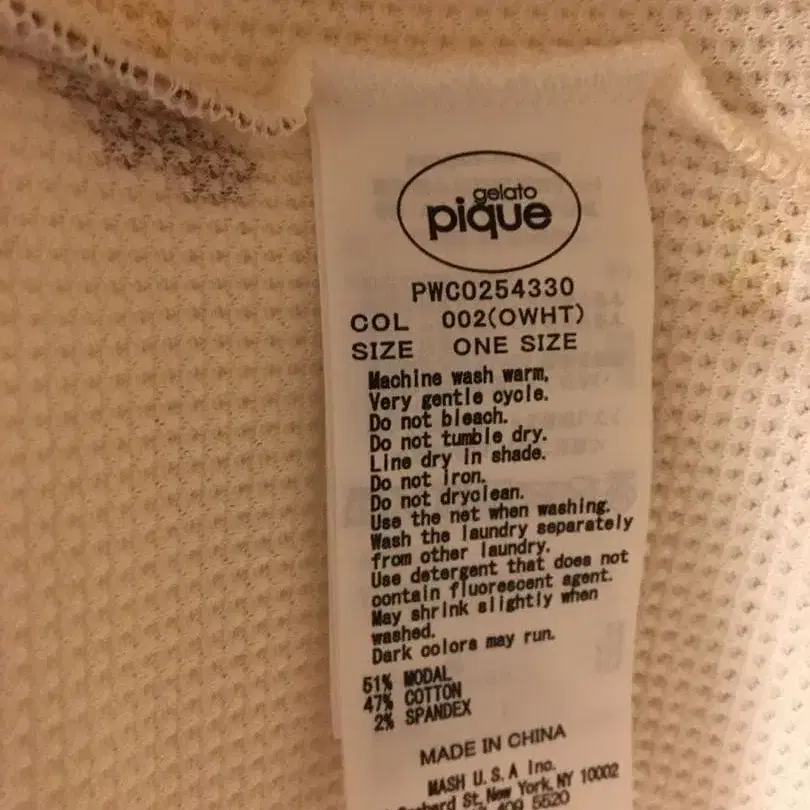 gelato
pique
PWCO254330
COL 002(OWHT)
SIZE ONE SIZE
Machine wash warm,
Very gentle cycle.
Do not bleach.
Do not tumble dry.
Line dry in shade.
Do not iron.
Do not dryclean.
Use the net when washing.
Wash the laundry separately
from other laundry.
Use detergent that does not
contain fluorescent agent.
May shrink slightly when
washed.
Dark colors may run.
51% MODAL
47% COTTON
2% SPANDEX
MADE IN CHINA
MASH U.S.A Inc.
St, New York, NY 10002
409 5520